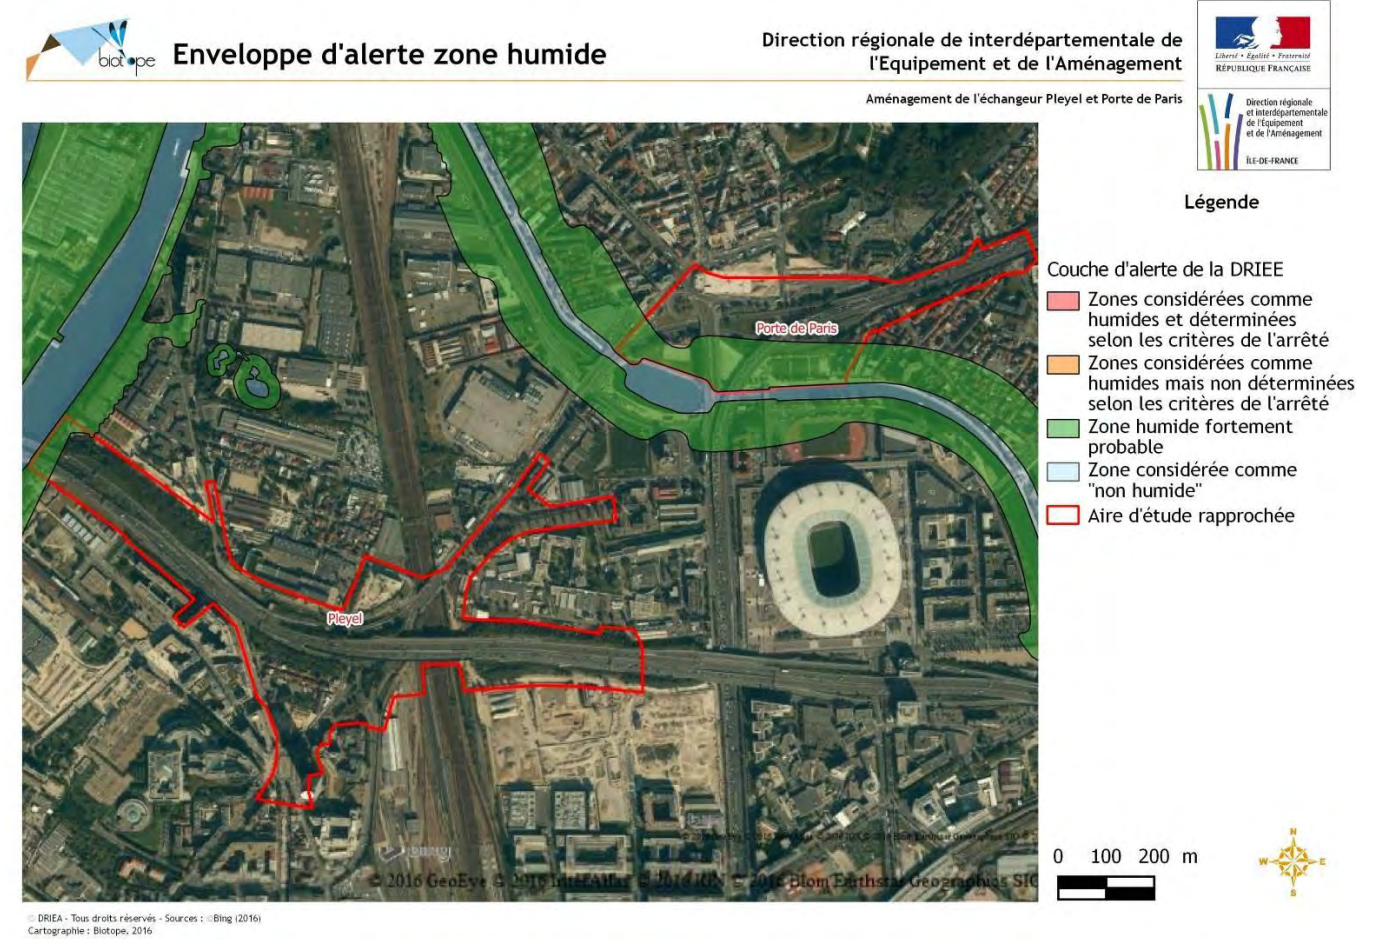 biotope
Enveloppe d'alerte zone humide
Direction régionale de interdépartementale de
l'Equipement et de l'Aménagement
Aménagement de l'échangeur Pleyel et Porte de Paris
Liberté • Égalité • Fraternité
RÉPUBLIQUE FRANÇAISE
Direction régionale
et interdépartementale
de l'Équipement
et de l'Aménagement
ÎLE-DE-FRANCE
Légende
Couche d'alerte de la DRIEE
Zones considérées comme
humides et déterminées
selon les critères de l'arrêté
Zones considérées comme
humides mais non déterminées
selon les critères de l'arrêté
Zone humide fortement
probable
Zone considérée comme
"non humide"
Aire d'étude rapprochée
Porte de Paris
Pleyel
bing
© 2016 GeoEye © 2016 IGN © 2016 Blom Earthstar Geographics SIO
0 100 200 m
N
W E
S
© DRIEA - Tous droits réservés - Sources : ©Bing (2016)
Cartographie : Biotope, 2016